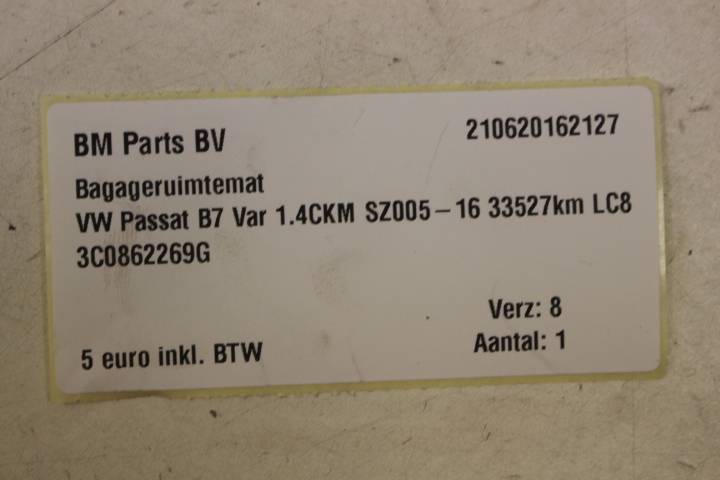 BM Parts BV 210620162127
Bagageruimtemat
VW Passat B7 Var 1.4CKM SZ005-16 33527km LC8
3C0862269G
Verz: 8
5 euro inkl. BTW Aantal: 1